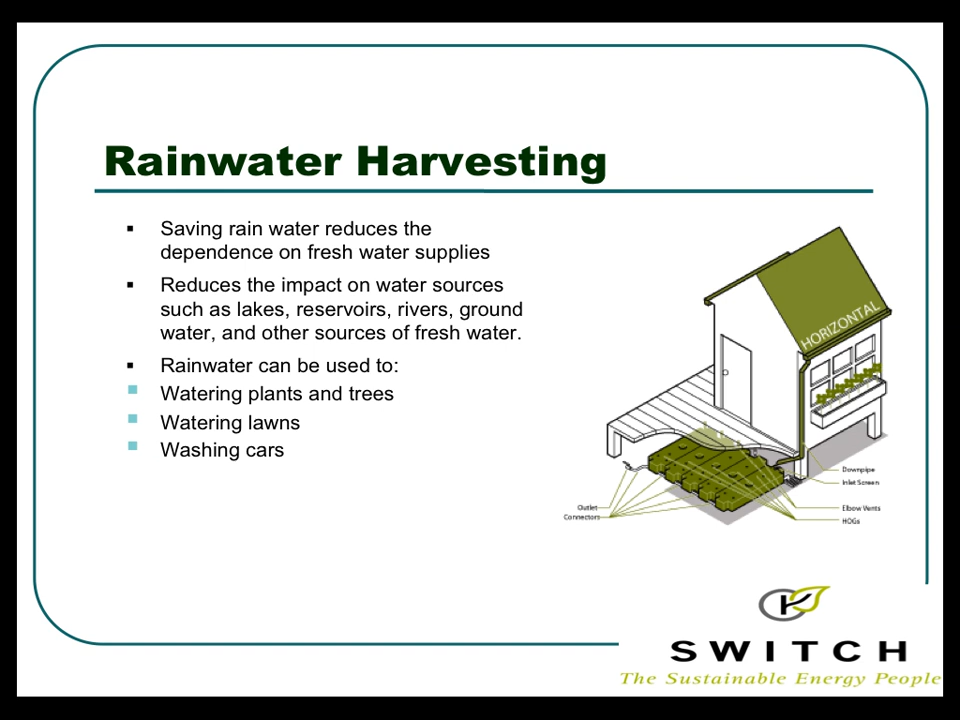 Rainwater Harvesting
▪ Saving rain water reduces the
dependence on fresh water supplies
▪ Reduces the impact on water sources
such as lakes, reservoirs, rivers, ground
water, and other sources of fresh water.
▪ Rainwater can be used to:
▪ Watering plants and trees
▪ Watering lawns
▪ Washing cars
HORIZONTAL
Downpipe
Inlet Screen
Elbow Vents
HOGs
Outlet
Connectors
SWITCH
The Sustainable Energy People